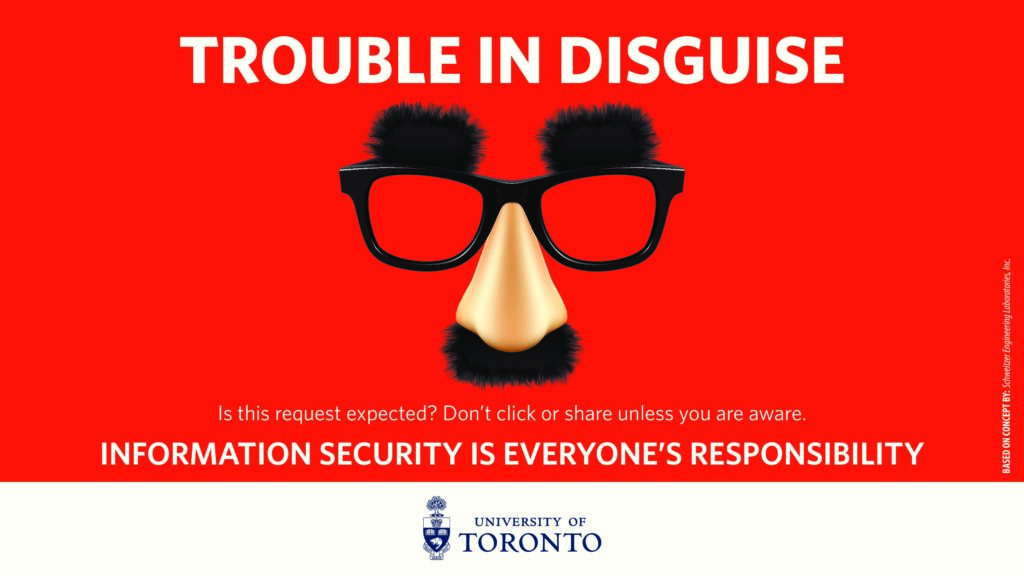 TROUBLE IN DISGUISE
Is this request expected? Don't click or share unless you are aware.
INFORMATION SECURITY IS EVERYONE'S RESPONSIBILITY
BASED ON CONCEPT BY: Schweitzer Engineering Laboratories, Inc.
UNIVERSITY OF
TORONTO